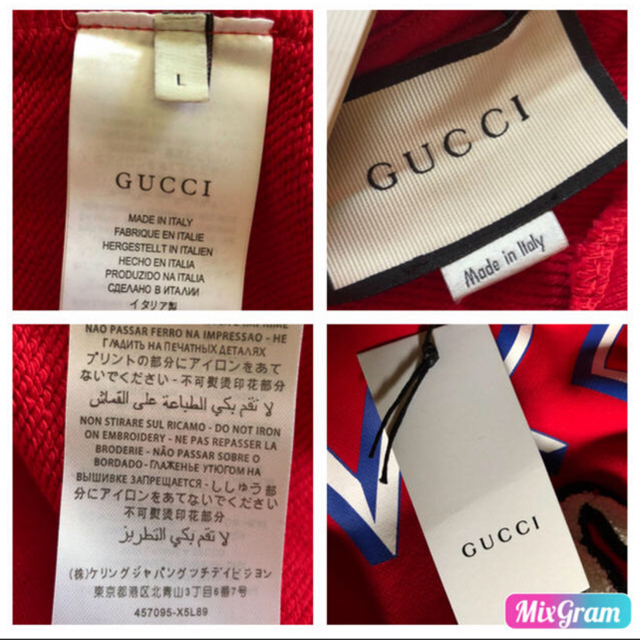 L
GUCCI
MADE IN ITALY
FABRIQUE EN ITALIE
HERGESTELLT IN ITALIEN
HECHO EN ITALIA
PRODUZIDO NA ITALIA
СДЕЛАНО В ИТАЛИИ
イタリア製
GUCCI
Made in Italy
NÃO PASSAR FERRO NA IMPRESSAO - НЕ
ГЛАДИТЬ НА ПЕЧАТНЫХ ДЕТАЛЯХ
プリントの部分にアイロンをあて
ないでください - 不可熨烫印花部分
لا تقم بكي الطباعة على القماش
NON STIRARE SUL RICAMO - DO NOT IRON
ON EMBROIDERY - NE PAS REPASSER LA
BRODERIE - NÃO PASSAR SOBRE O
BORDADO - ГЛАЖЕНЬЕ УТЮГОМ НА
ВЫШИВКЕ ЗАПРЕЩАЕТСЯ - ししゅう部
分にアイロンをあてないでください
不可熨烫印花部分
لا تقم بكي التطريز
(株)ケリングジャパングッチディビジョン
東京都港区北青山3丁目6番7号
457095-X5L89
GUCCI
MixGram